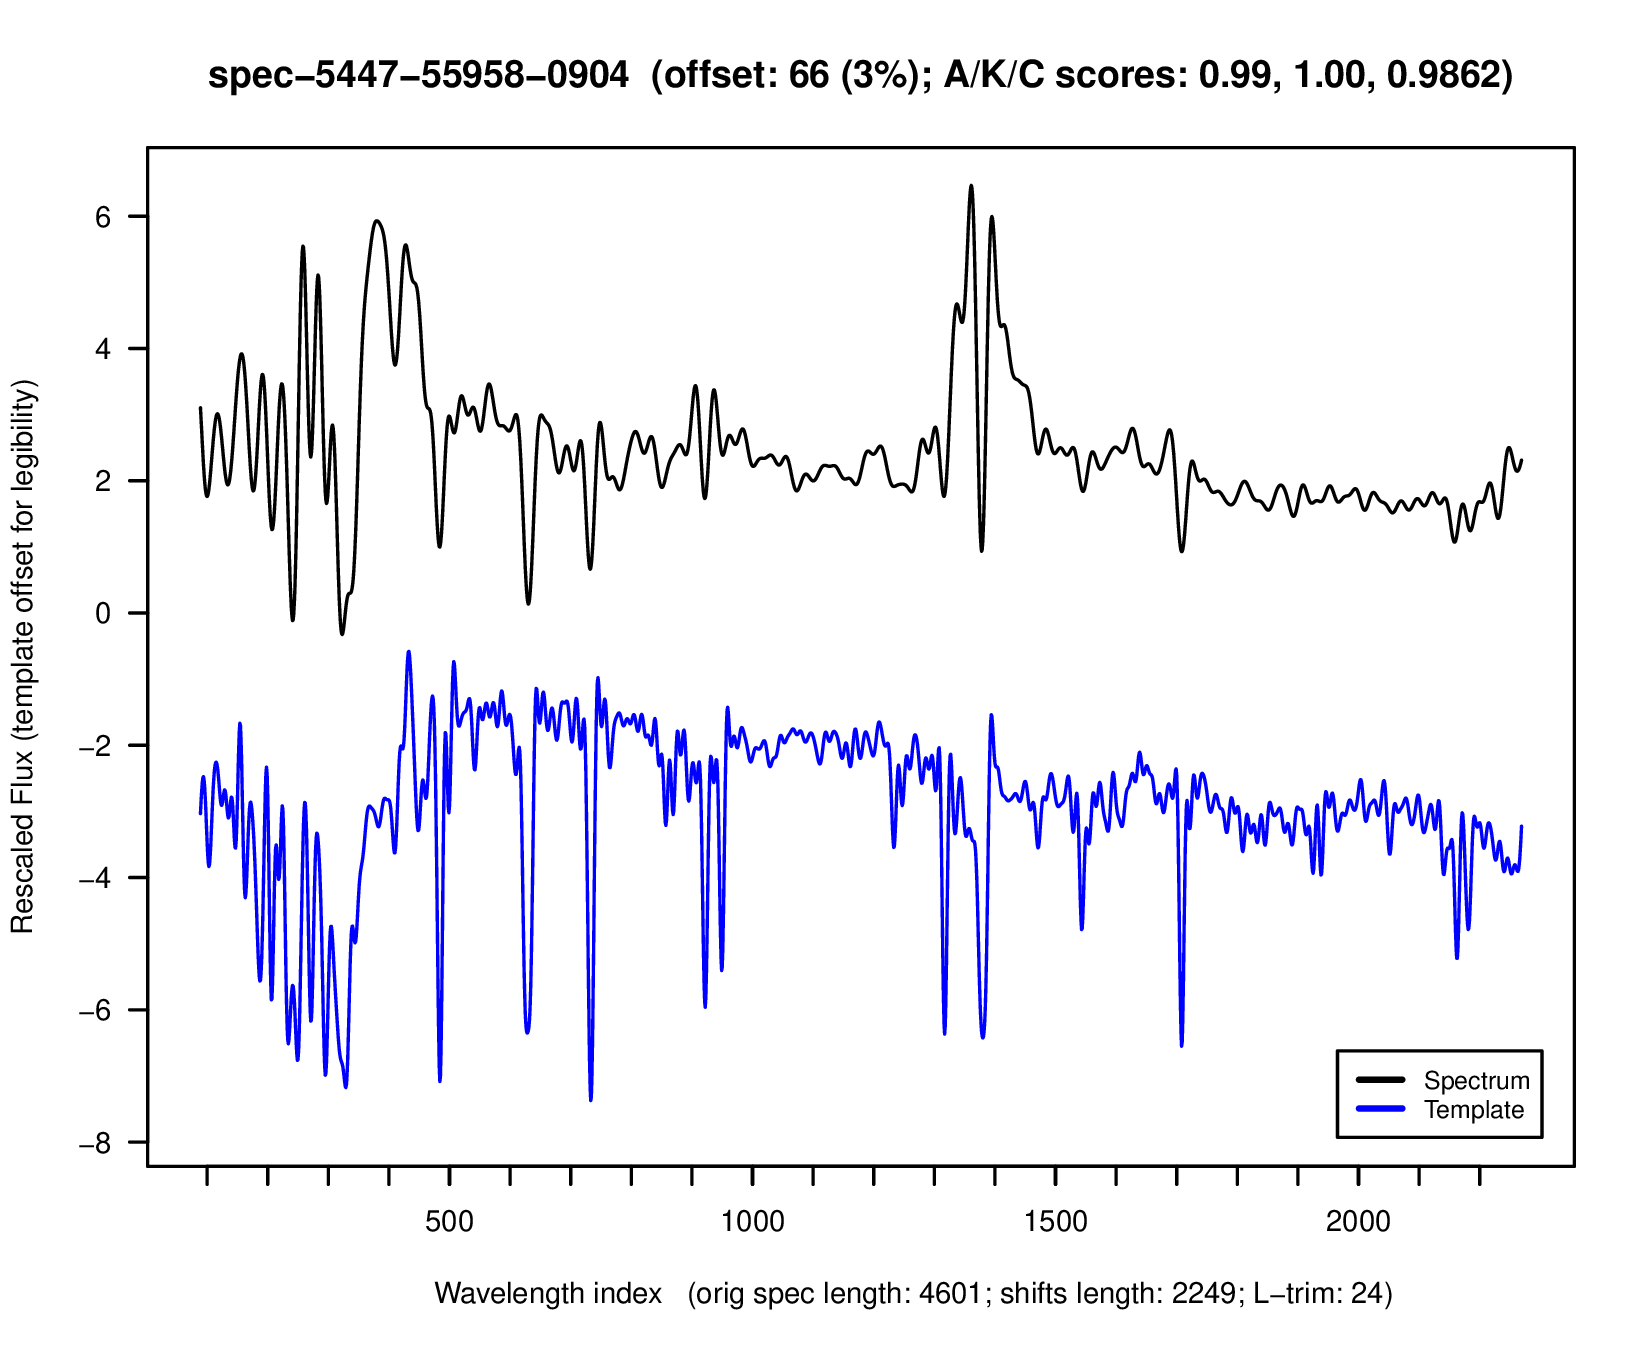 spec−5447−55958−0904 (offset: 66 (3%); A/K/C scores: 0.99, 1.00, 0.9862)
Rescaled Flux (template offset for legibility)
6
4
2
0
−2
−4
−6
−8
Spectrum
Template
500 1000 1500 2000
Wavelength index (orig spec length: 4601; shifts length: 2249; L−trim: 24)